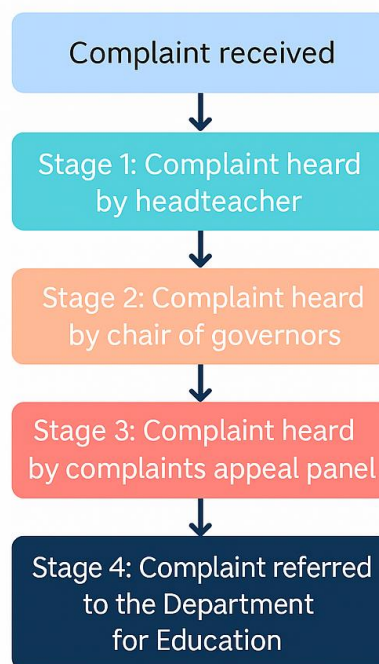 Complaint received
Stage 1: Complaint heard
by headteacher
Stage 2: Complaint heard
by chair of governors
Stage 3: Complaint heard
by complaints appeal panel
Stage 4: Complaint referred
to the Department
for Education